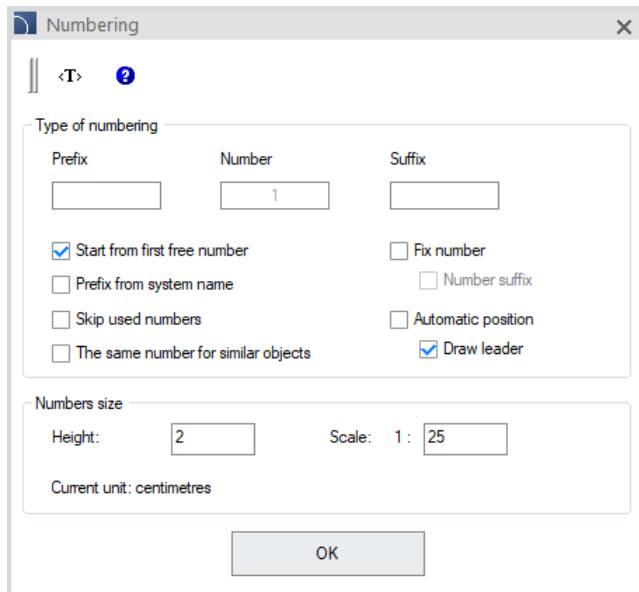 Numbering
<T> ?
Type of numbering
Prefix Number Suffix
1
Start from first free number Fix number
Prefix from system name Number suffix
Skip used numbers Automatic position
The same number for similar objects Draw leader
Numbers size
Height: 2 Scale: 1 : 25
Current unit: centimetres
OK